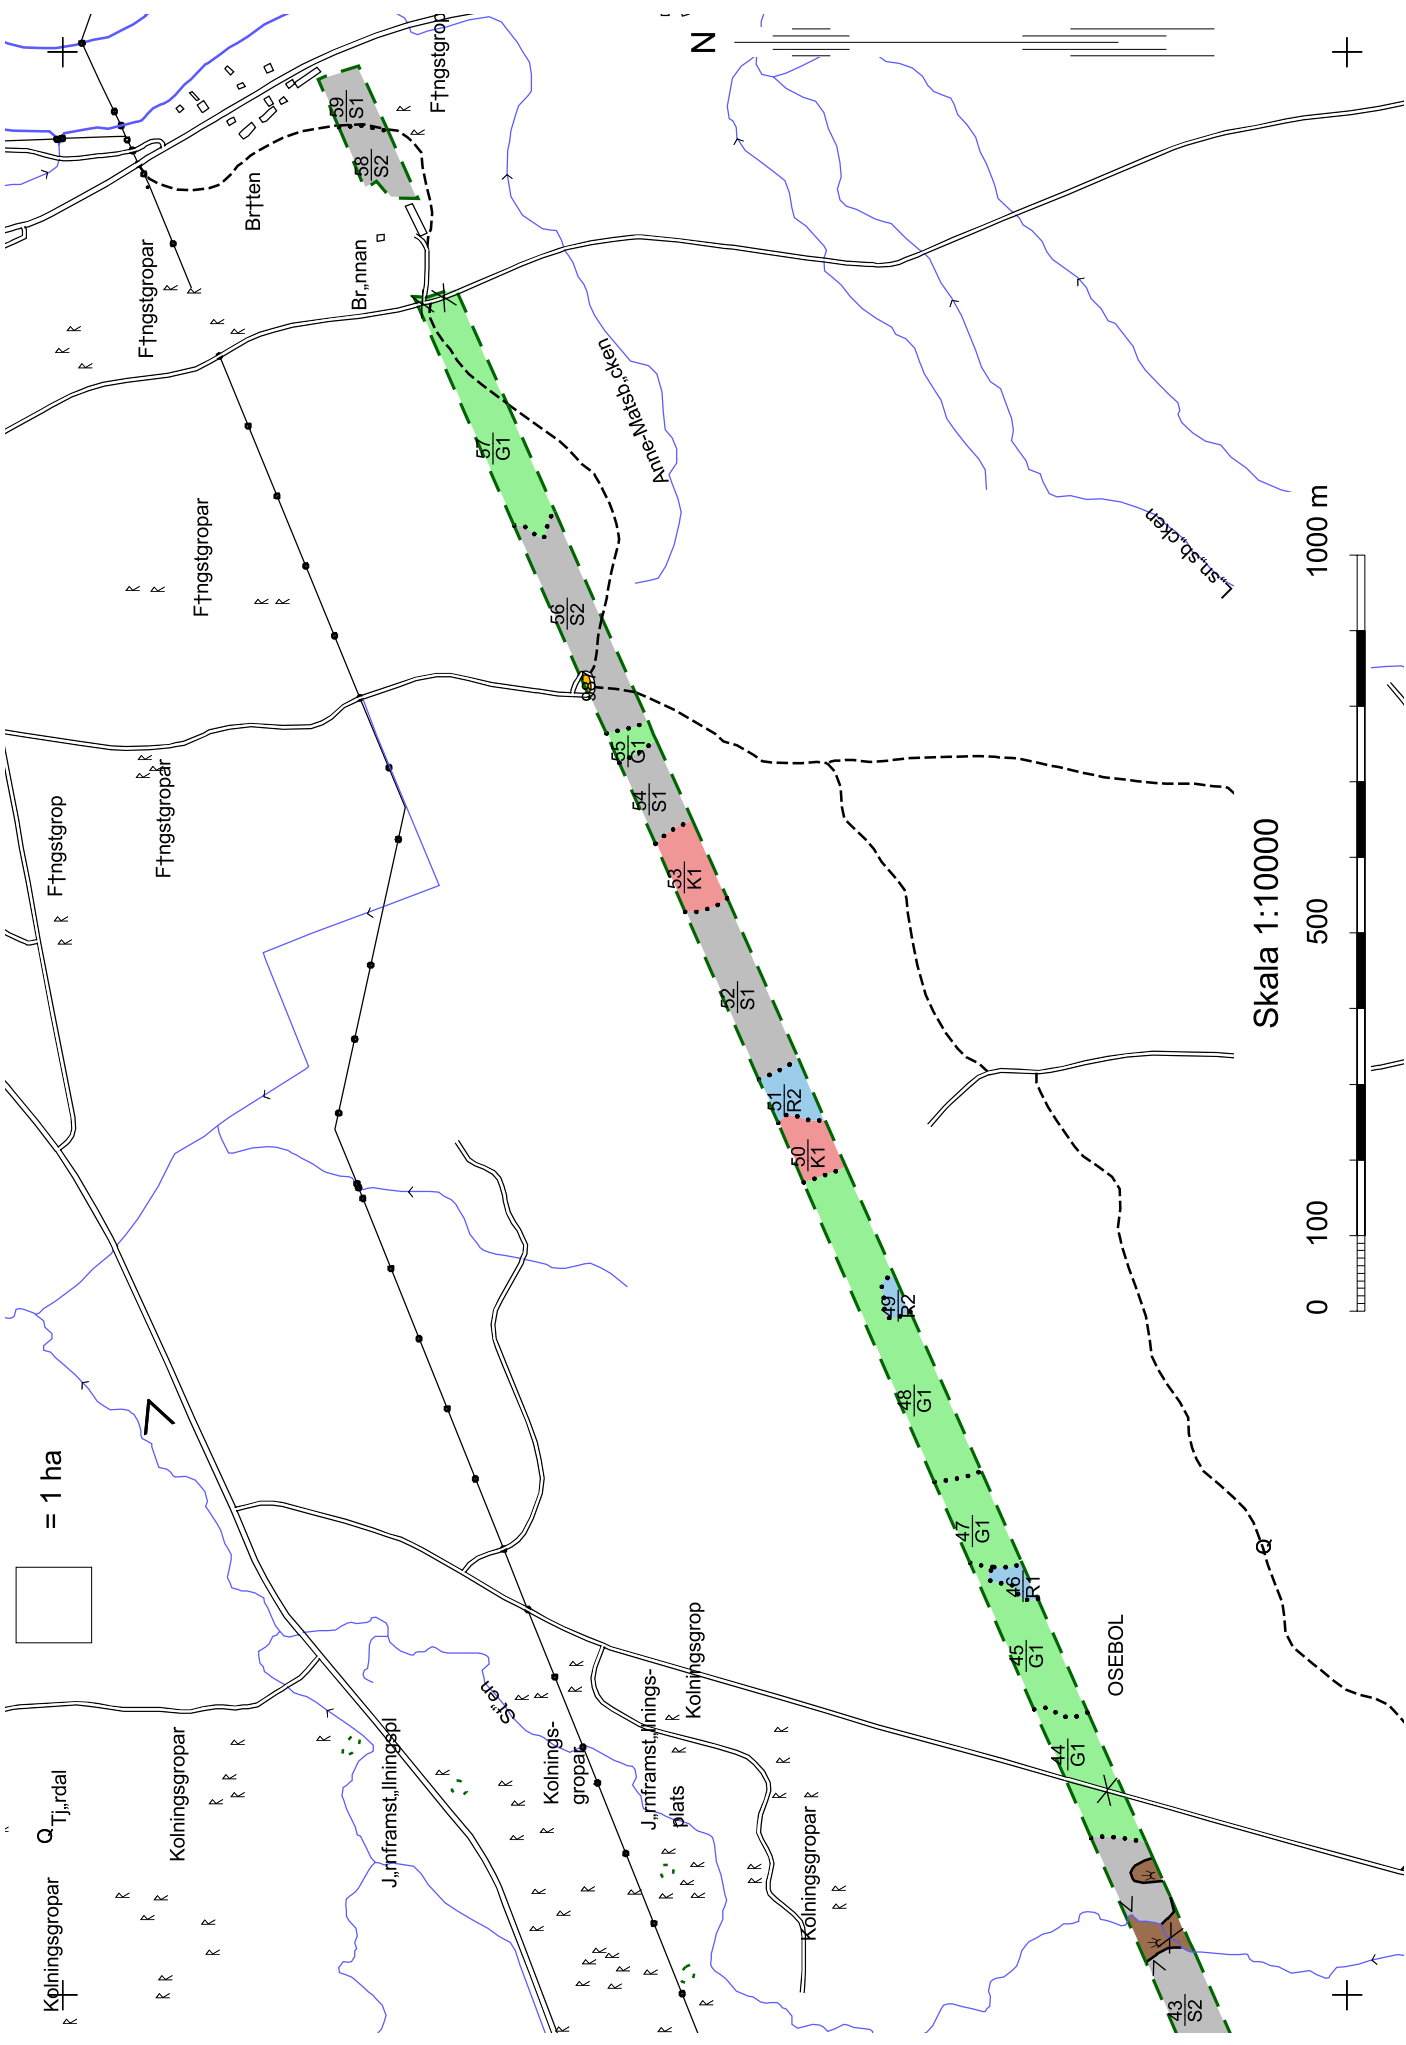 Kolningsgropar
Tj„rdal
Kolningsgropar
J„rnframst„llningspl
St”en
Kolnings-
gropar
J„rnframst„llnings-
plats
Kolningsgrop
Kolningsgropar
OSEBOL
= 1 ha
F†ngstgrop
F†ngstgropar
F†ngstgropar
F†ngstgropar
Br†ten
Br„nnan
F†ngstgrop
Anne-Matsb„cken
L„sn„sb„cken
N
43
S2
44
G1
45
G1
46
R1
47
G1
48
G1
49
R2
50
K1
51
R2
52
S1
53
K1
54
S1
55
G1
56
S2
57
G1
58
S2
59
S1
Skala 1:10000
0
100
500
1000 m